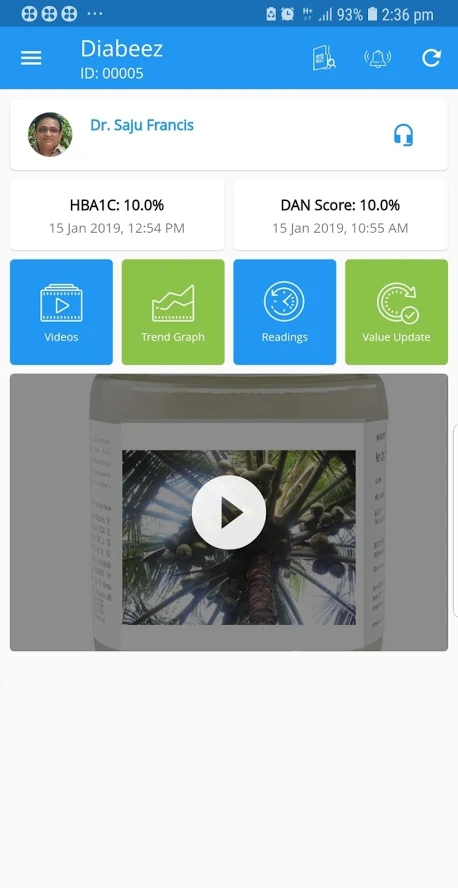 93% 2:36 pm
Diabeez
ID: 00005
Dr. Saju Francis
HBA1C: 10.0%
15 Jan 2019, 12:54 PM
DAN Score: 10.0%
15 Jan 2019, 10:55 AM
Videos
Trend Graph
Readings
Value Update